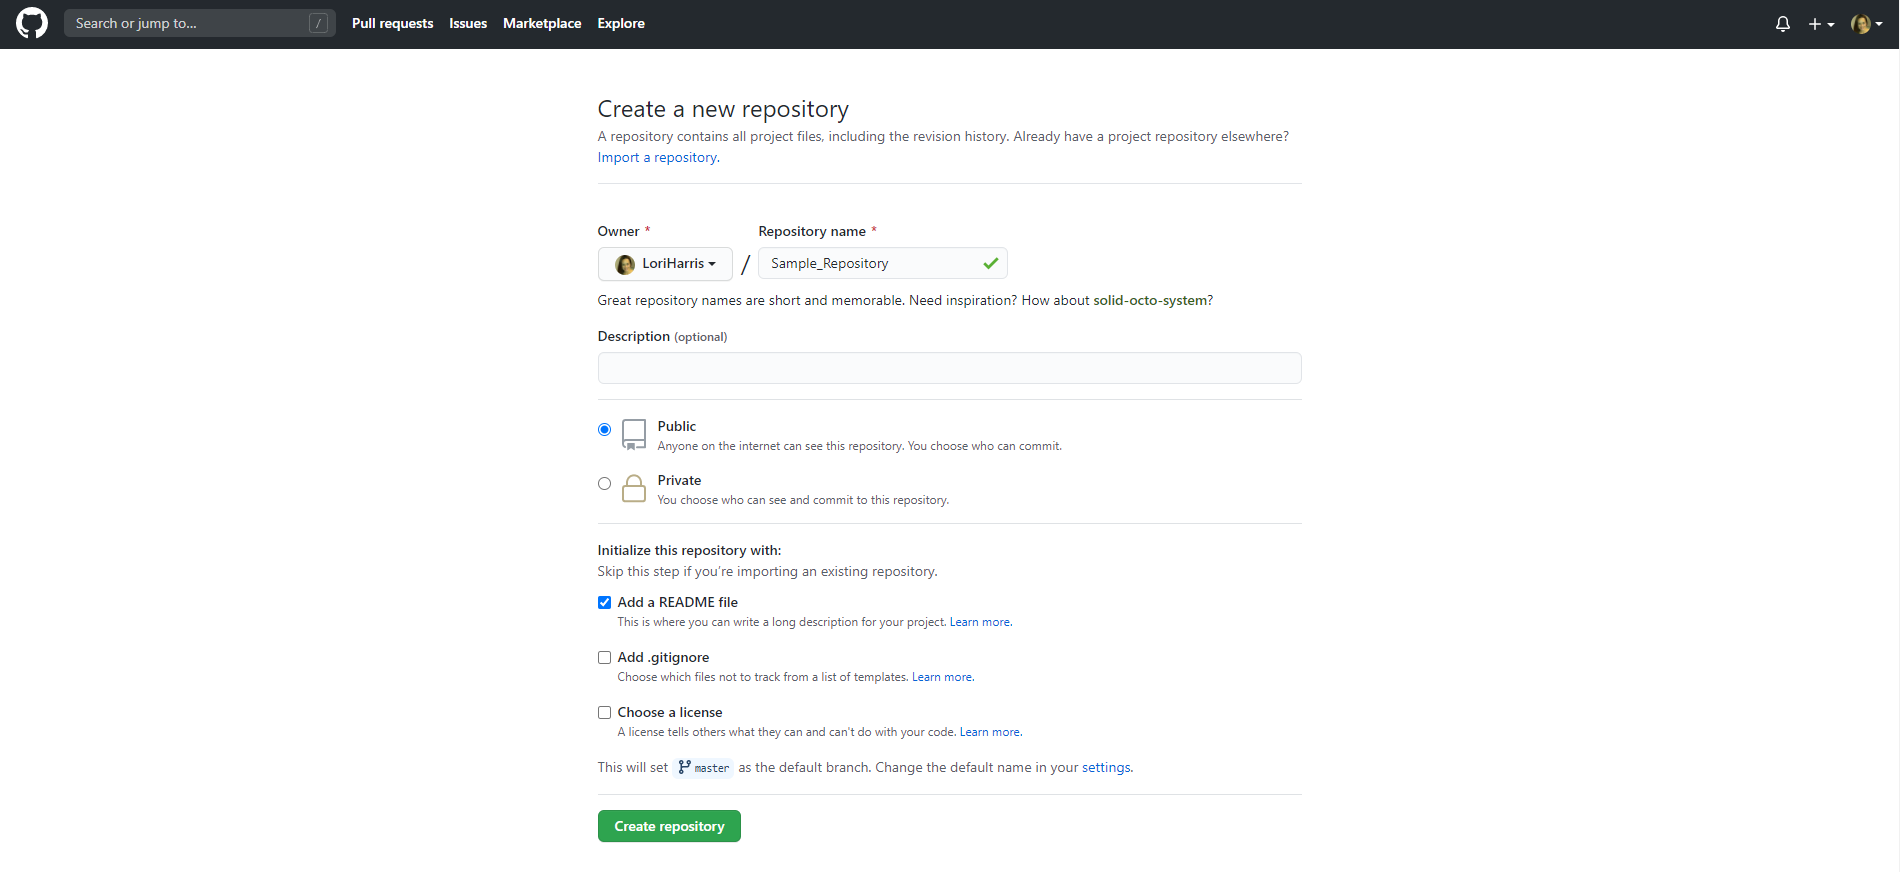 Search or jump to... /
Pull requests Issues Marketplace Explore
Create a new repository
A repository contains all project files, including the revision history. Already have a project repository elsewhere?
Import a repository.
Owner * Repository name *
LoriHarris / Sample_Repository
Great repository names are short and memorable. Need inspiration? How about solid-octo-system?
Description (optional)
Public
Anyone on the internet can see this repository. You choose who can commit.
Private
You choose who can see and commit to this repository.
Initialize this repository with:
Skip this step if you’re importing an existing repository.
Add a README file
This is where you can write a long description for your project. Learn more.
Add .gitignore
Choose which files not to track from a list of templates. Learn more.
Choose a license
A license tells others what they can and can't do with your code. Learn more.
This will set master as the default branch. Change the default name in your settings.
Create repository